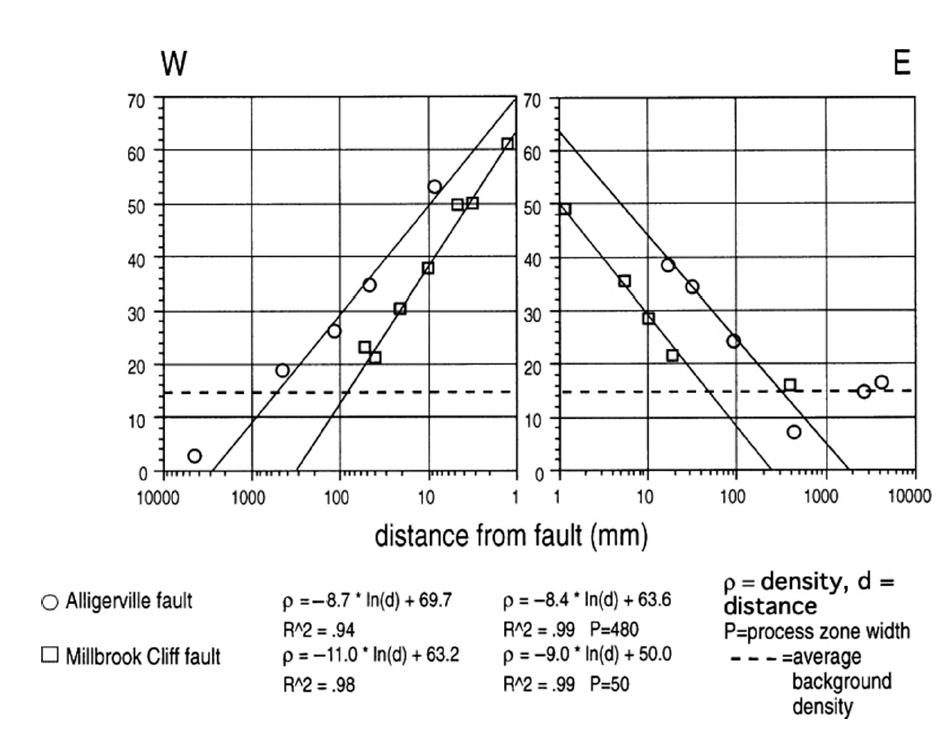 W E
70 70
60 60
50 50
40 40
30 30
20 20
10 10
0 0
10000 1000 100 10 1 1 10 100 1000 10000
distance from fault (mm)
Alligerville fault
ρ =−8.7 * ln(d) + 69.7
R^2 = .94
ρ = −8.4 * ln(d) + 63.6
R^2 = .99 P=480
Millbrook Cliff fault
ρ = −11.0 * ln(d) + 63.2
R^2 = .98
ρ = −9.0 * ln(d) + 50.0
R^2 = .99 P=50
ρ = density, d =
distance
P=process zone width
- - - =average
background
density